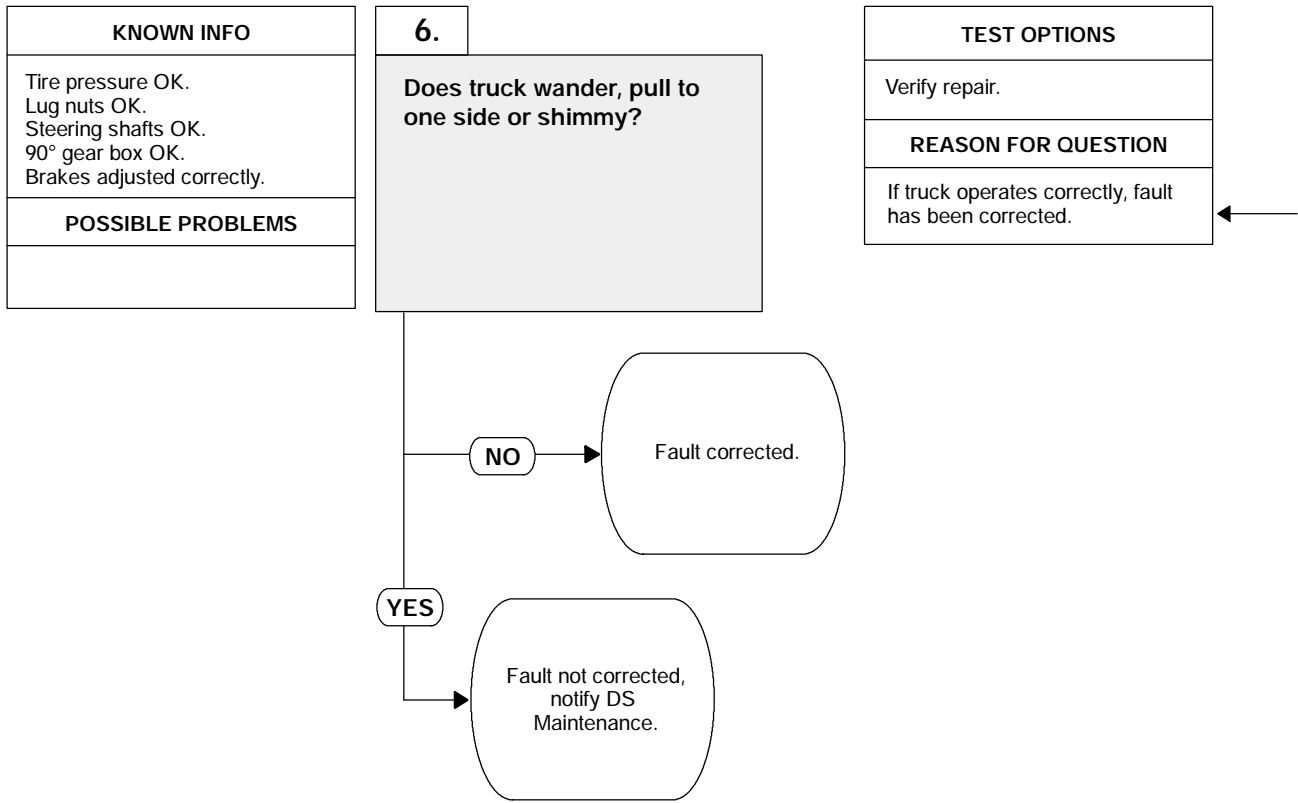 KNOWN INFO
Tire pressure OK.
Lug nuts OK.
Steering shafts OK.
90° gear box OK.
Brakes adjusted correctly.
POSSIBLE PROBLEMS
6.
Does truck wander, pull to
one side or shimmy?
TEST OPTIONS
Verify repair.
REASON FOR QUESTION
If truck operates correctly, fault
has been corrected.
NO
Fault corrected.
YES
Fault not corrected,
notify DS
Maintenance.